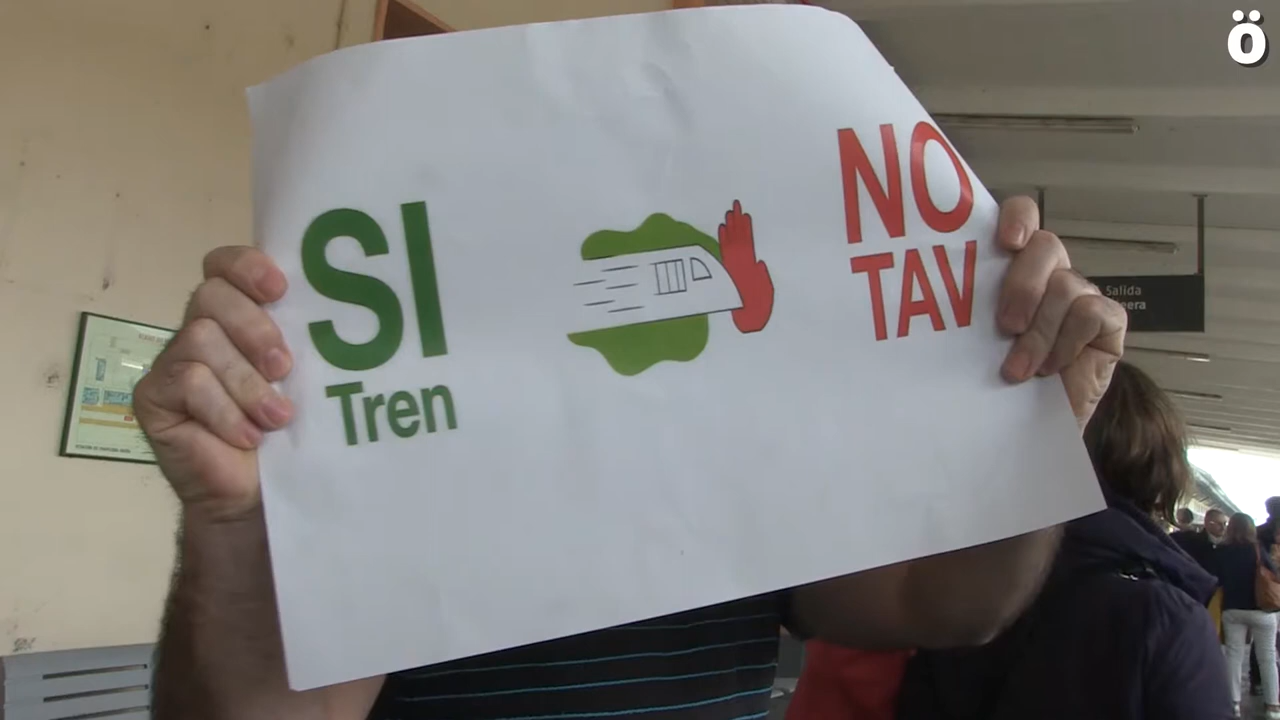 SI
Tren
NO
TAV
Salida
ö